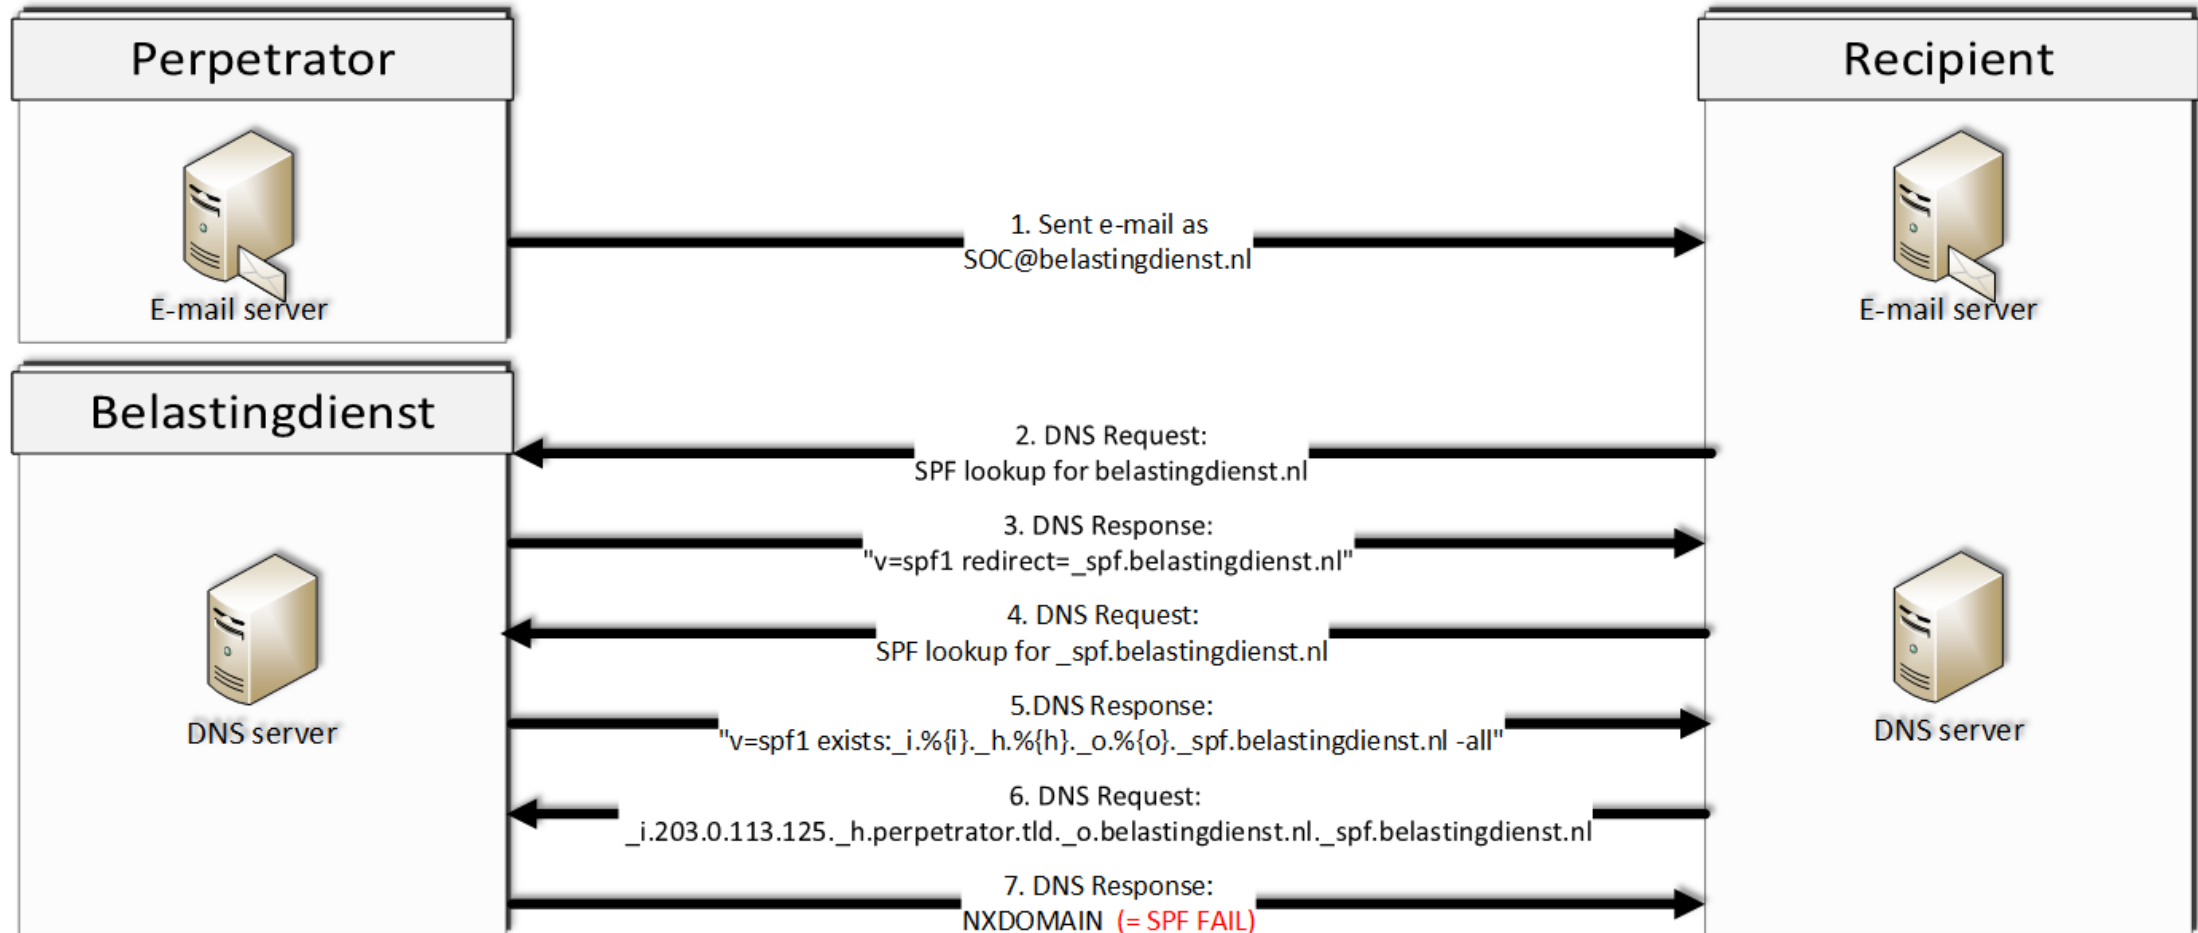 Perpetrator
Recipient
E-mail server
1. Sent e-mail as
SOC@belastingdienst.nl
E-mail server
Belastingdienst
2. DNS Request:
SPF lookup for belastingdienst.nl
3. DNS Response:
"v=spf1 redirect=_spf.belastingdienst.nl"
4. DNS Request:
SPF lookup for _spf.belastingdienst.nl
DNS server
5.DNS Response:
"v=spf1 exists:_i.%{i}._h.%{h}._o.%{o}._spf.belastingdienst.nl -all"
DNS server
6. DNS Request:
_i.203.0.113.125._h.perpetrator.tld._o.belastingdienst.nl._spf.belastingdienst.nl
7. DNS Response:
NXDOMAIN (= SPF FAIL)